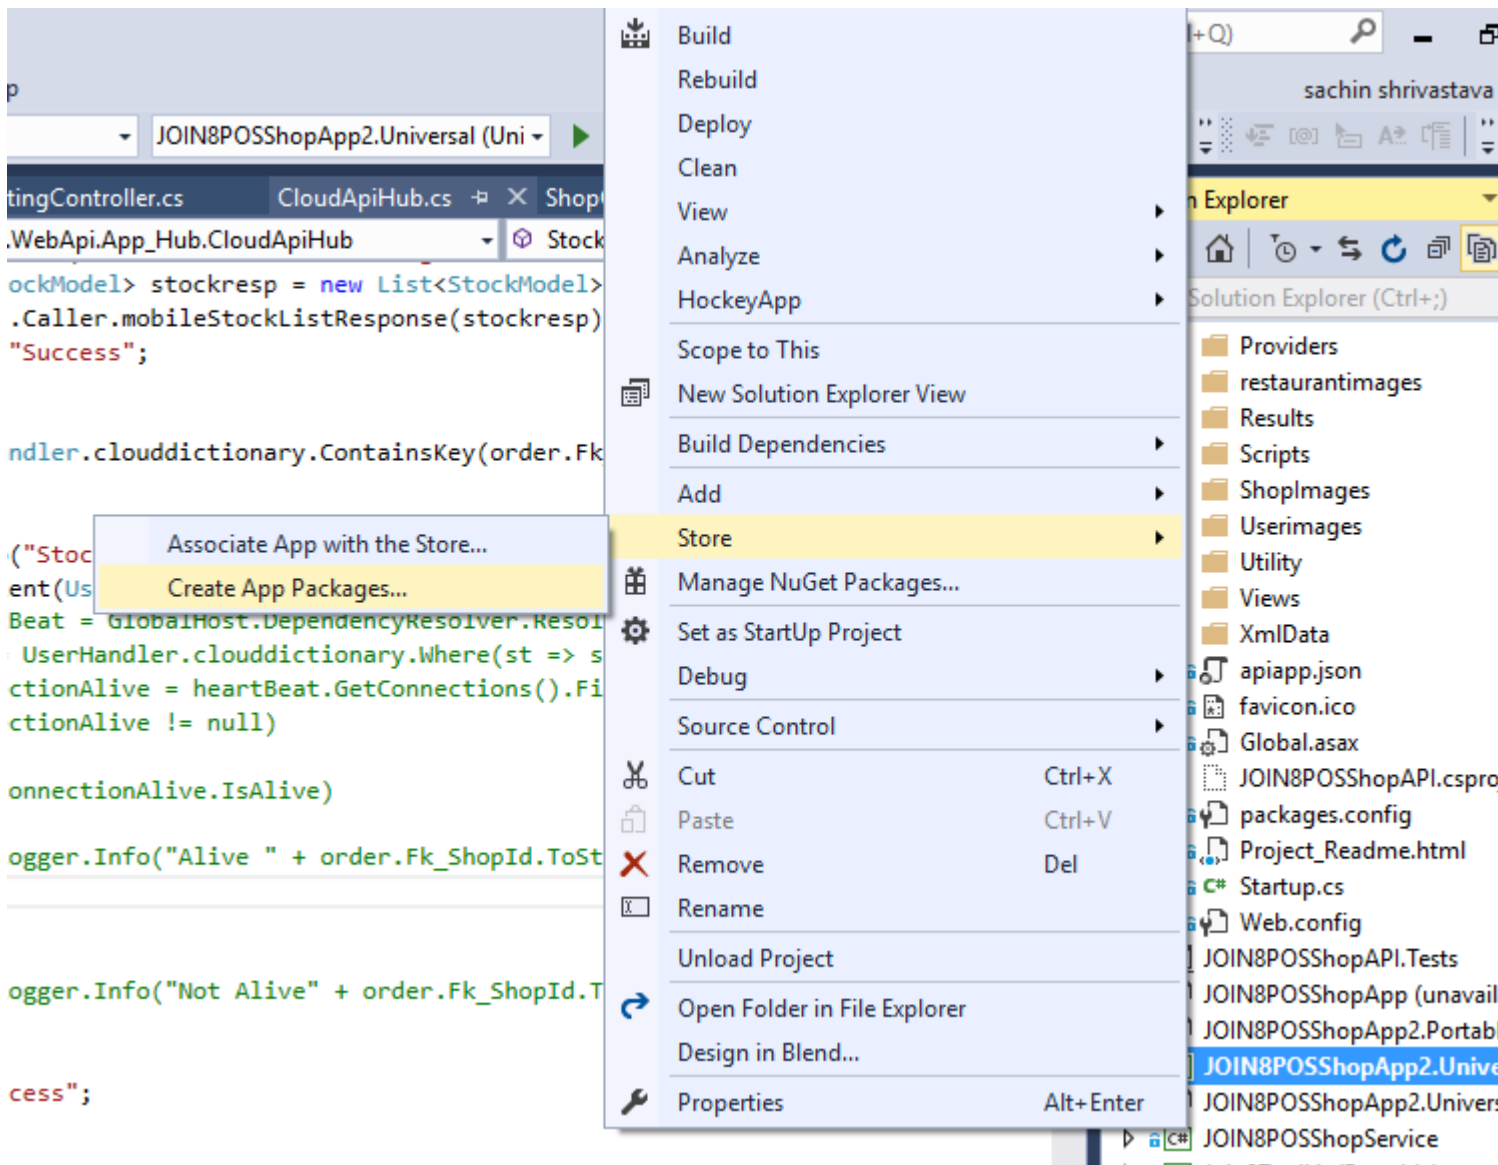 Build
Rebuild
Deploy
Clean
View
Analyze
HockeyApp
Scope to This
New Solution Explorer View
Build Dependencies
Add
Store
Manage NuGet Packages...
Set as StartUp Project
Debug
Source Control
Cut Ctrl+X
Paste Ctrl+V
Remove Del
Rename
Unload Project
Open Folder in File Explorer
Design in Blend...
Properties Alt+Enter
Associate App with the Store...
Create App Packages...
p
JOIN8POSShopApp2.Universal (Uni
tingController.cs CloudApiHub.cs Shop
.WebApi.App_Hub.CloudApiHub Stock
ockModel> stockresp = new List<StockModel>
.Caller.mobileStockListResponse(stockresp)
"Success";
ndler.clouddictionary.ContainsKey(order.Fk
("Stoc
ent(Us
Beat = GlobalHost.DependencyResolver.Resol
UserHandler.clouddictionary.Where(st => s
ctionAlive = heartBeat.GetConnections().Fi
ctionAlive != null)
onnectionAlive.IsAlive)
ogger.Info("Alive " + order.Fk_ShopId.ToSt
ogger.Info("Not Alive" + order.Fk_ShopId.T
cess";
+Q)
sachin shrivastava
n Explorer
Solution Explorer (Ctrl+;)
Providers
restaurantimages
Results
Scripts
ShopImages
Userimages
Utility
Views
XmlData
apiapp.json
favicon.ico
Global.asax
JOIN8POSShopAPI.cspro
packages.config
Project_Readme.html
C# Startup.cs
Web.config
JOIN8POSShopAPI.Tests
JOIN8POSShopApp (unavail
JOIN8POSShopApp2.Portab
JOIN8POSShopApp2.Unive
JOIN8POSShopApp2.Univers
C# JOIN8POSShopService